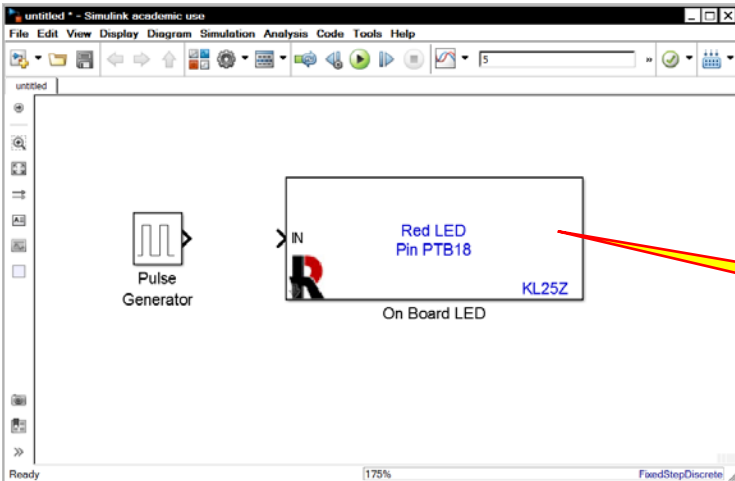 untitled * - Simulink academic use
File Edit View Display Diagram Simulation Analysis Code Tools Help
5
»
untitled
Red LED
Pin PTB18
IN
KL25Z
Pulse
Generator
On Board LED
»
Ready
175%
FixedStepDiscrete